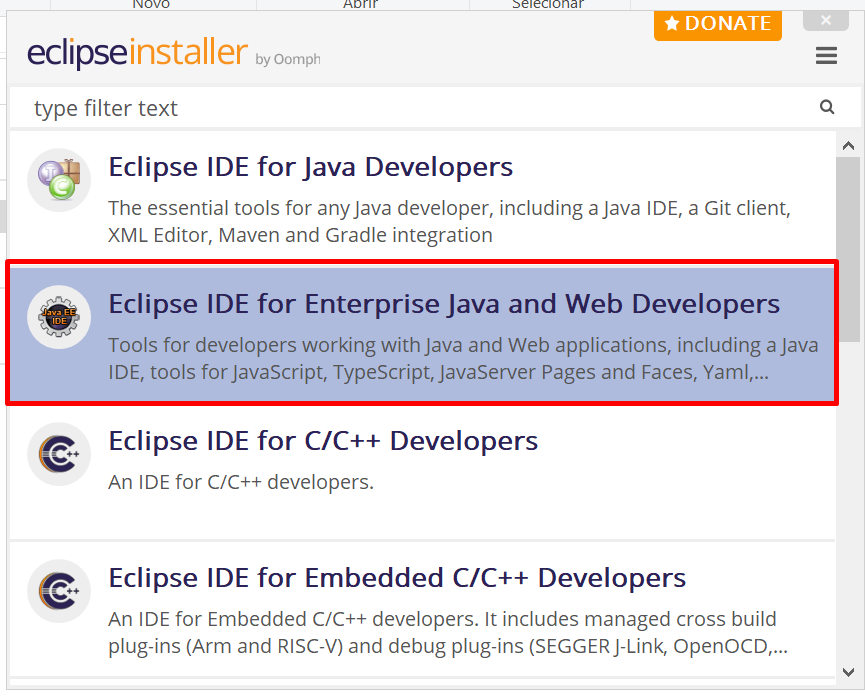 Novo Abrir Selecionar
DONATE
eclipseinstaller by Oomph
type filter text
Eclipse IDE for Java Developers
The essential tools for any Java developer, including a Java IDE, a Git client,
XML Editor, Maven and Gradle integration
Java EE
IDE
Eclipse IDE for Enterprise Java and Web Developers
Tools for developers working with Java and Web applications, including a Java
IDE, tools for JavaScript, TypeScript, JavaServer Pages and Faces, Yaml,...
C++
Eclipse IDE for C/C++ Developers
An IDE for C/C++ developers.
C++
Eclipse IDE for Embedded C/C++ Developers
An IDE for Embedded C/C++ developers. It includes managed cross build
plug-ins (Arm and RISC-V) and debug plug-ins (SEGGER J-Link, OpenOCD,...